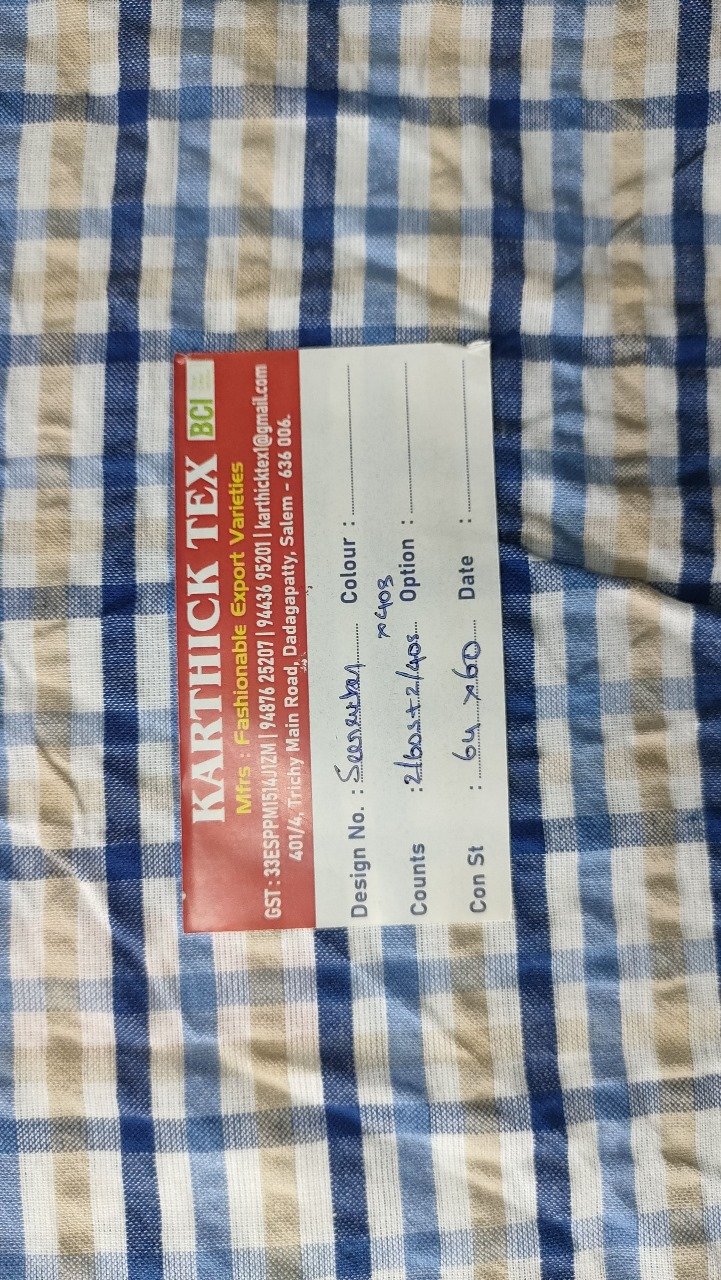 KARTHICK TEX BCI
Mfrs : Fashionable Export Varieties
GST : 33ESPPM1514J1ZM | 94876 25207 | 94436 95201 | karthicktex1@gmail.com
401/4, Trichy Main Road, Dadagapatty, Salem - 636 006.
Design No. : Colour :
x40s
Counts : 2/60s+2/40s Option :
Con St : 64 x 60 Date :